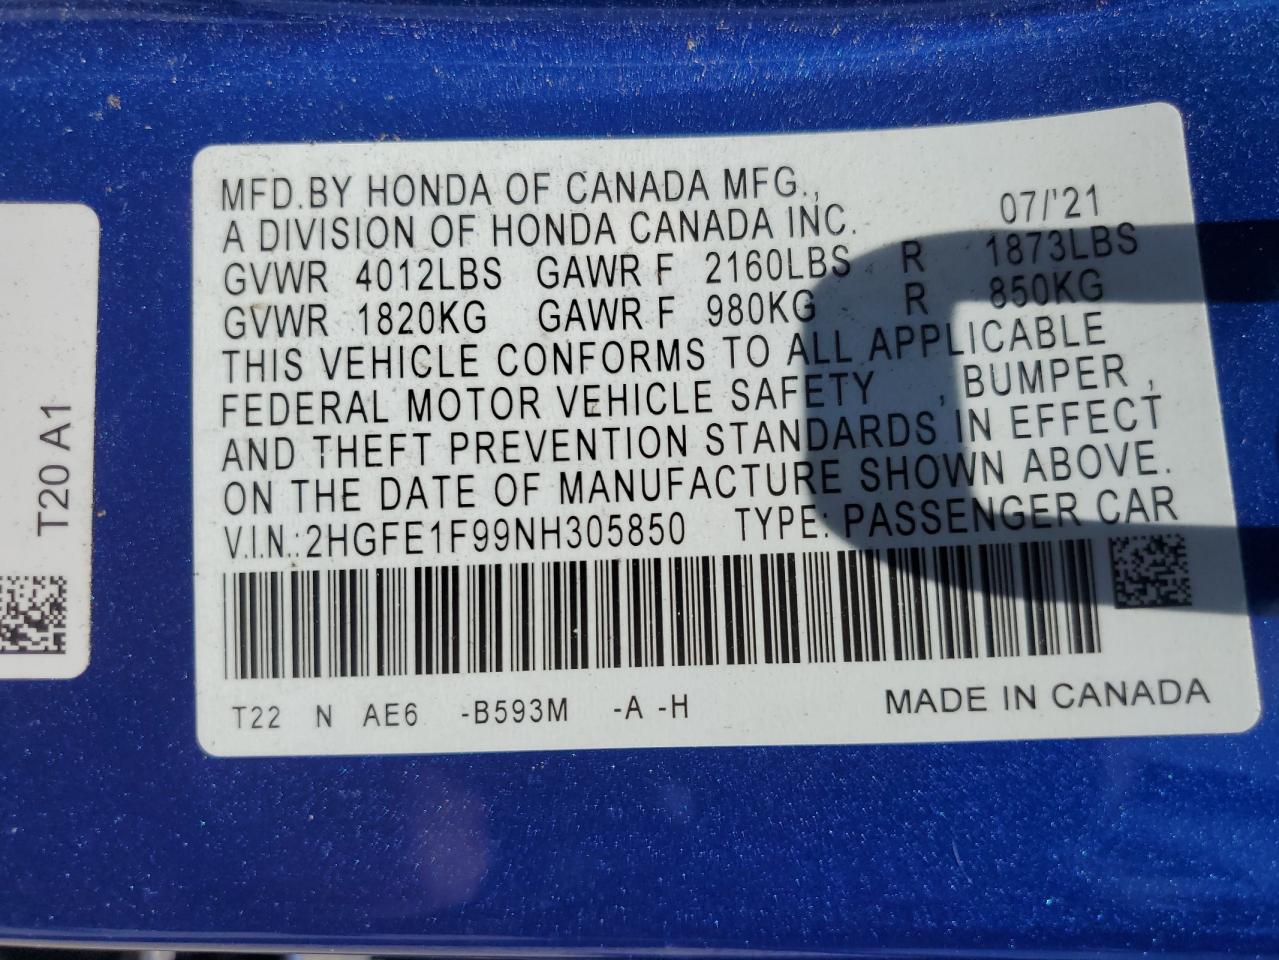 MFD.BY HONDA OF CANADA MFG.,
A DIVISION OF HONDA CANADA INC. 07/'21
GVWR 4012LBS GAWR F 2160LBS R 1873LBS
GVWR 1820KG GAWR F 980KG R 850KG
THIS VEHICLE CONFORMS TO ALL APPLICABLE
FEDERAL MOTOR VEHICLE SAFETY , BUMPER ,
AND THEFT PREVENTION STANDARDS IN EFFECT
ON THE DATE OF MANUFACTURE SHOWN ABOVE.
V.I.N.:2HGFE1F99NH305850 TYPE: PASSENGER CAR
T22 N AE6 -B593M -A -H MADE IN CANADA
T20 A1